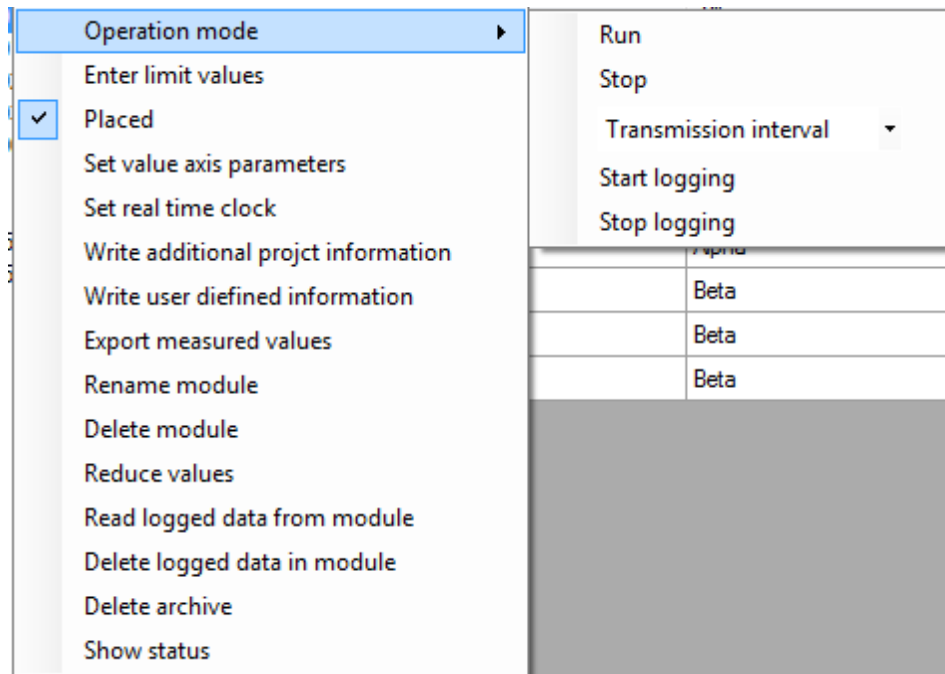 Operation mode
Enter limit values
Placed
Set value axis parameters
Set real time clock
Write additional projct information
Write user diefined information
Export measured values
Rename module
Delete module
Reduce values
Read logged data from module
Delete logged data in module
Delete archive
Show status
Run
Stop
Transmission interval
Start logging
Stop logging
Beta
Beta
Beta